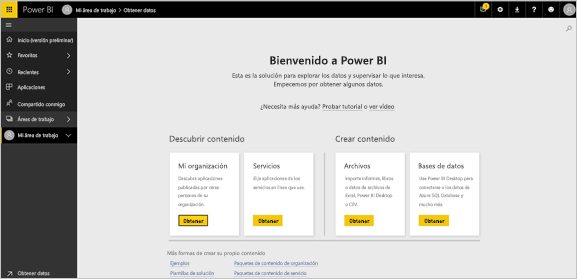 Power BI
Mi área de trabajo > Obtener datos
Inicio (versión preliminar)
Favoritos
Recientes
Aplicaciones
Compartido conmigo
Áreas de trabajo
Mi área de trabajo
Obtener datos
Bienvenido a Power BI
Esta es la solución para explorar los datos y supervisar lo que interesa.
Empecemos por obtener algunos datos.
¿Necesita más ayuda? Probar tutorial o ver vídeo
Descubrir contenido
Mi organización
Descubra aplicaciones
publicadas por otras
personas de su
organización.
Obtener
Servicios
Elija aplicaciones de los
servicios en línea que use.
Obtener
Crear contenido
Archivos
Importe informes, libros
o datos de archivos de
Excel, Power BI Desktop
o CSV.
Obtener
Bases de datos
Use Power BI Desktop para
conectarse a los datos de
Azure SQL Database y
mucho más.
Obtener
Más formas de crear su propio contenido
Ejemplos
Paquetes de contenido de organización
Plantillas de solución
Paquetes de contenido de servicio